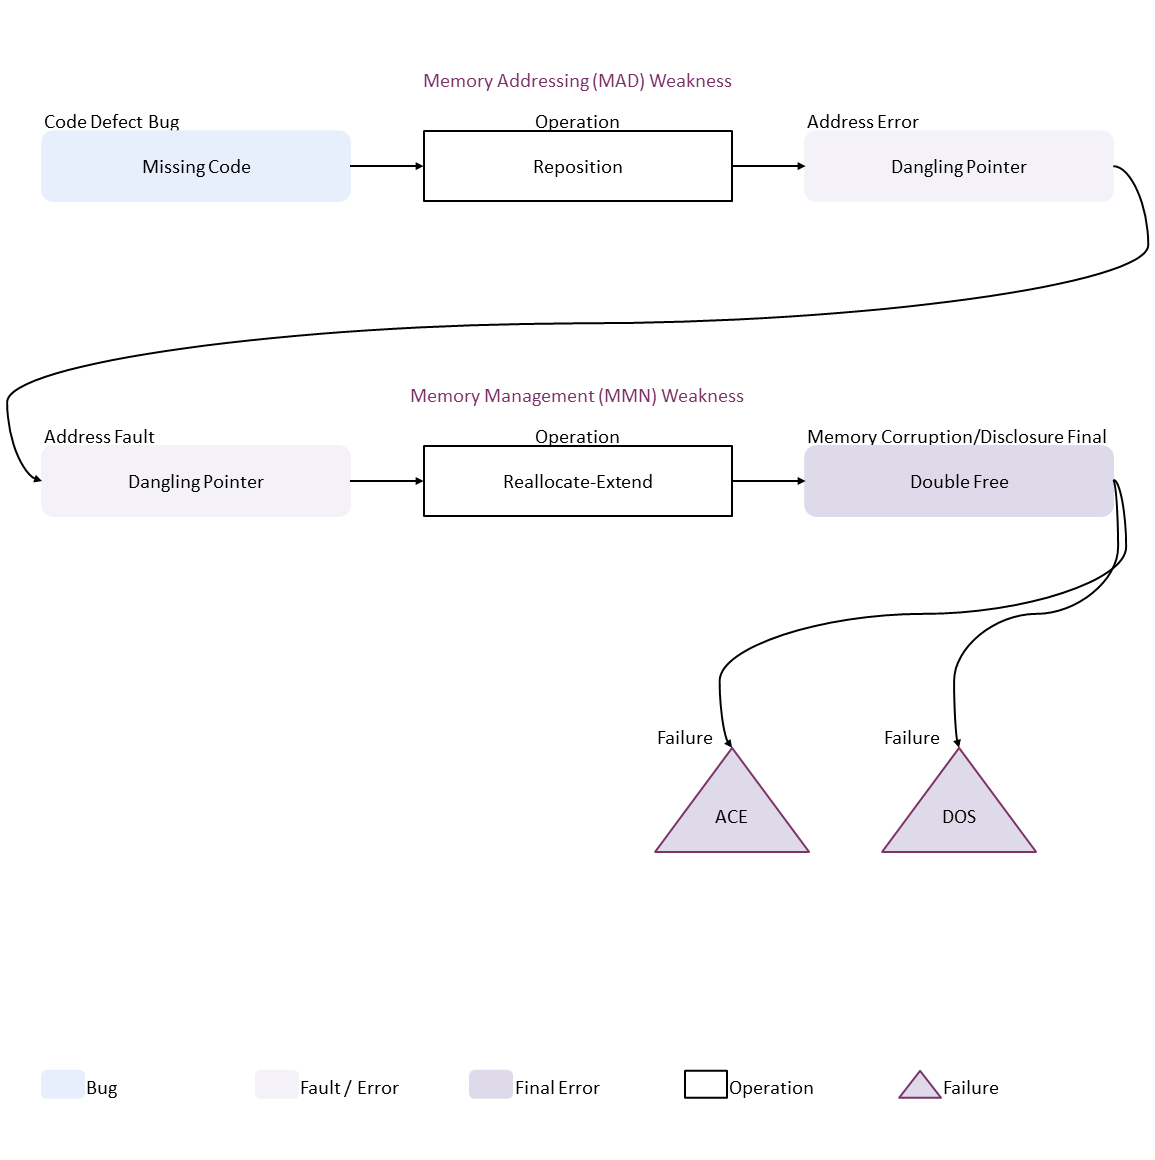 Memory Addressing (MAD) Weakness
Code Defect Bug
Operation
Address Error
Missing Code
Reposition
Dangling Pointer
Memory Management (MMN) Weakness
Address Fault
Operation
Memory Corruption/Disclosure Final
Dangling Pointer
Reallocate-Extend
Double Free
Failure
Failure
ACE
DOS
Bug
Fault / Error
Final Error
Operation
Failure